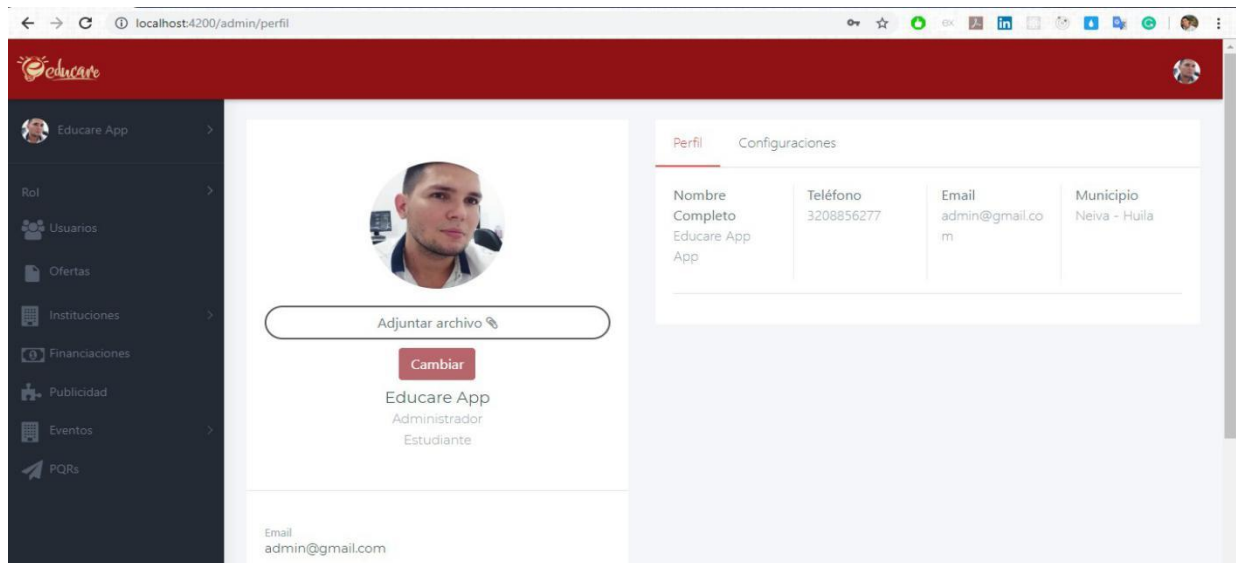 localhost:4200/admin/perfil
educare
Educare App
Rol
Usuarios
Ofertas
Instituciones
Financiaciones
Publicidad
Eventos
PQRs
Adjuntar archivo
Cambiar
Educare App
Administrador
Estudiante
Email
admin@gmail.com
Perfil Configuraciones
Nombre
Completo
Educare App
App
Teléfono
3208856277
Email
admin@gmail.co
m
Municipio
Neiva - Huila